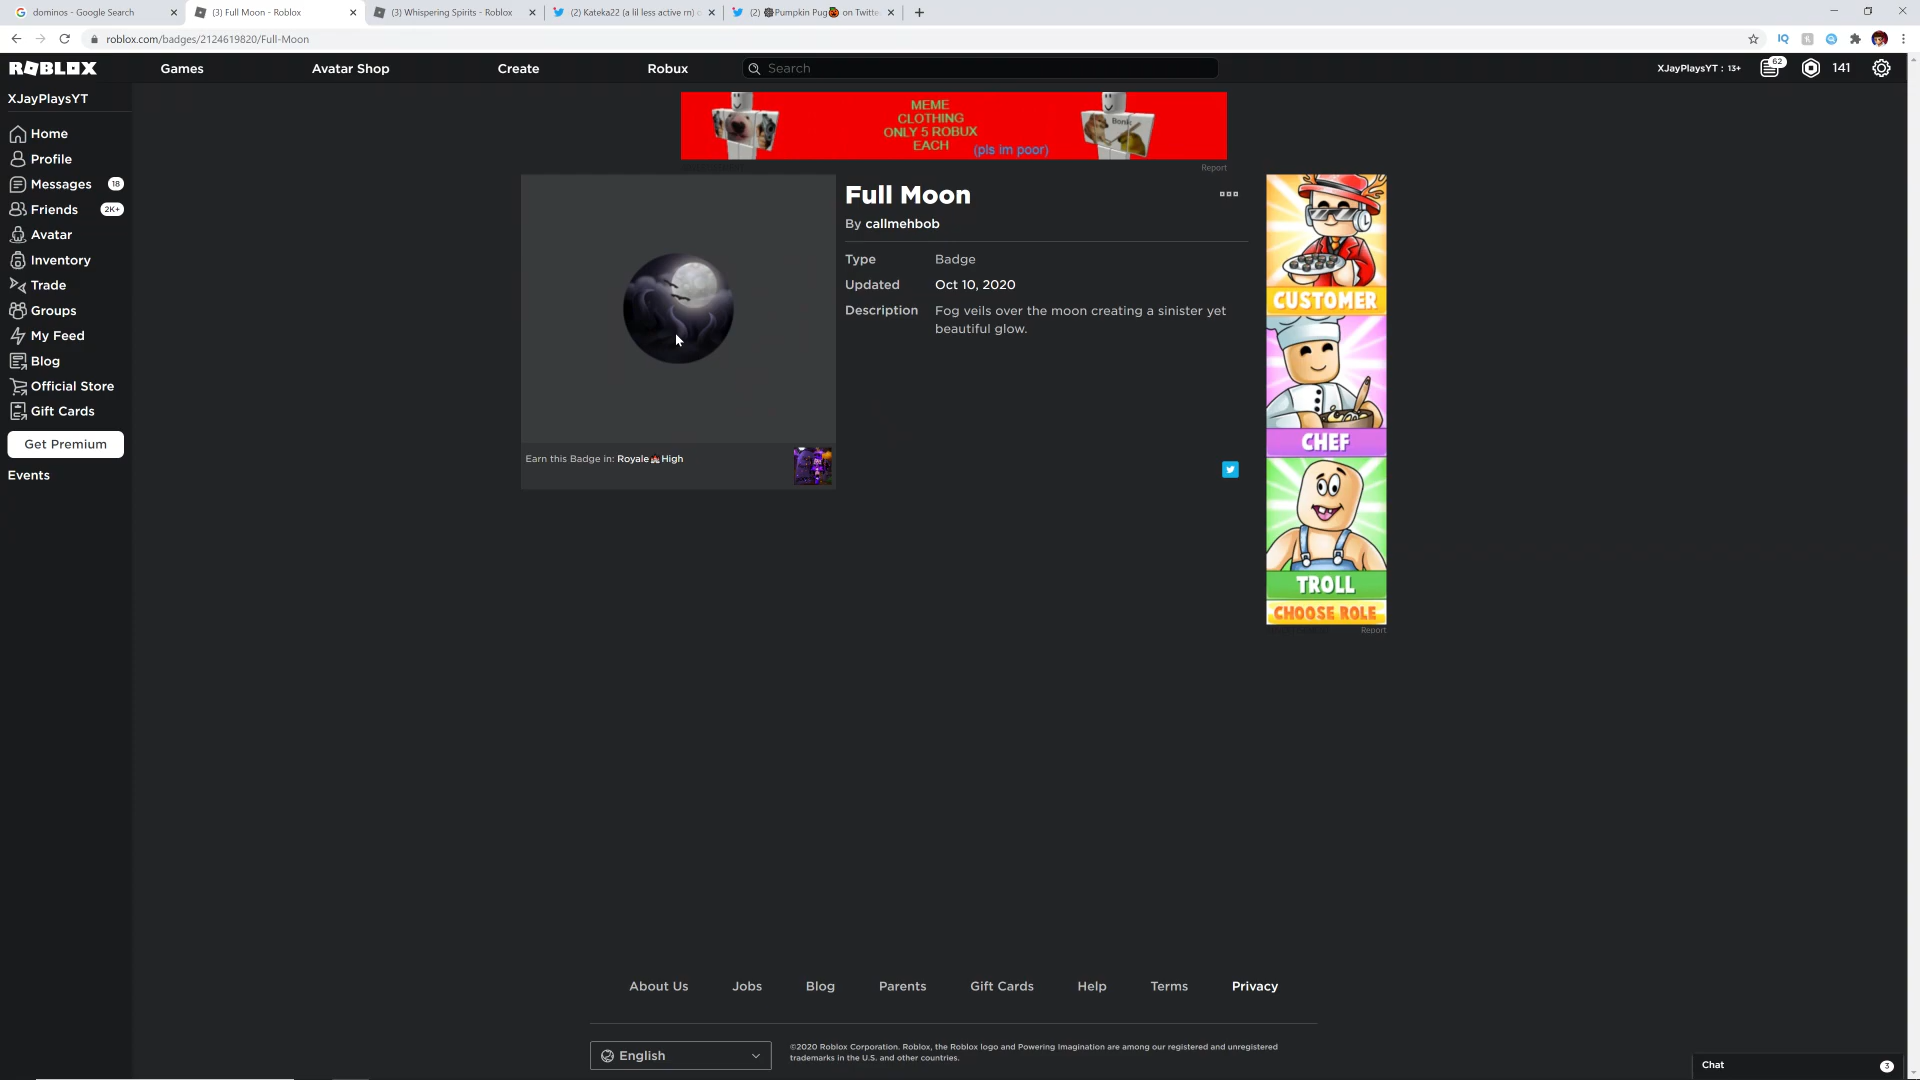 dominos - Google Search
(3) Full Moon - Roblox
(3) Whispering Spirits - Roblox
(2) Kateka22 (a lil less active rn) o
(2) 🕸Pumpkin Pug🎃 on Twitte
roblox.com/badges/2124619820/Full-Moon
IQ
ROBLOX
Games
Avatar Shop
Create
Robux
Search
XJayPlaysYT : 13+
62
141
XJayPlaysYT
Home
Profile
Messages 18
Friends 2K+
Avatar
Inventory
Trade
Groups
My Feed
Blog
Official Store
Gift Cards
Get Premium
Events
MEME
CLOTHING
ONLY 5 ROBUX
EACH
(pls im poor)
Bonk
Report
Full Moon
By callmehbob
Type Badge
Updated Oct 10, 2020
Description Fog veils over the moon creating a sinister yet
beautiful glow.
Earn this Badge in: Royale🏰High
CUSTOMER
CHEF
TROLL
CHOOSE ROLE
Report
About Us
Jobs
Blog
Parents
Gift Cards
Help
Terms
Privacy
English
©2020 Roblox Corporation. Roblox, the Roblox logo and Powering Imagination are among our registered and unregistered
trademarks in the U.S. and other countries.
Chat 3